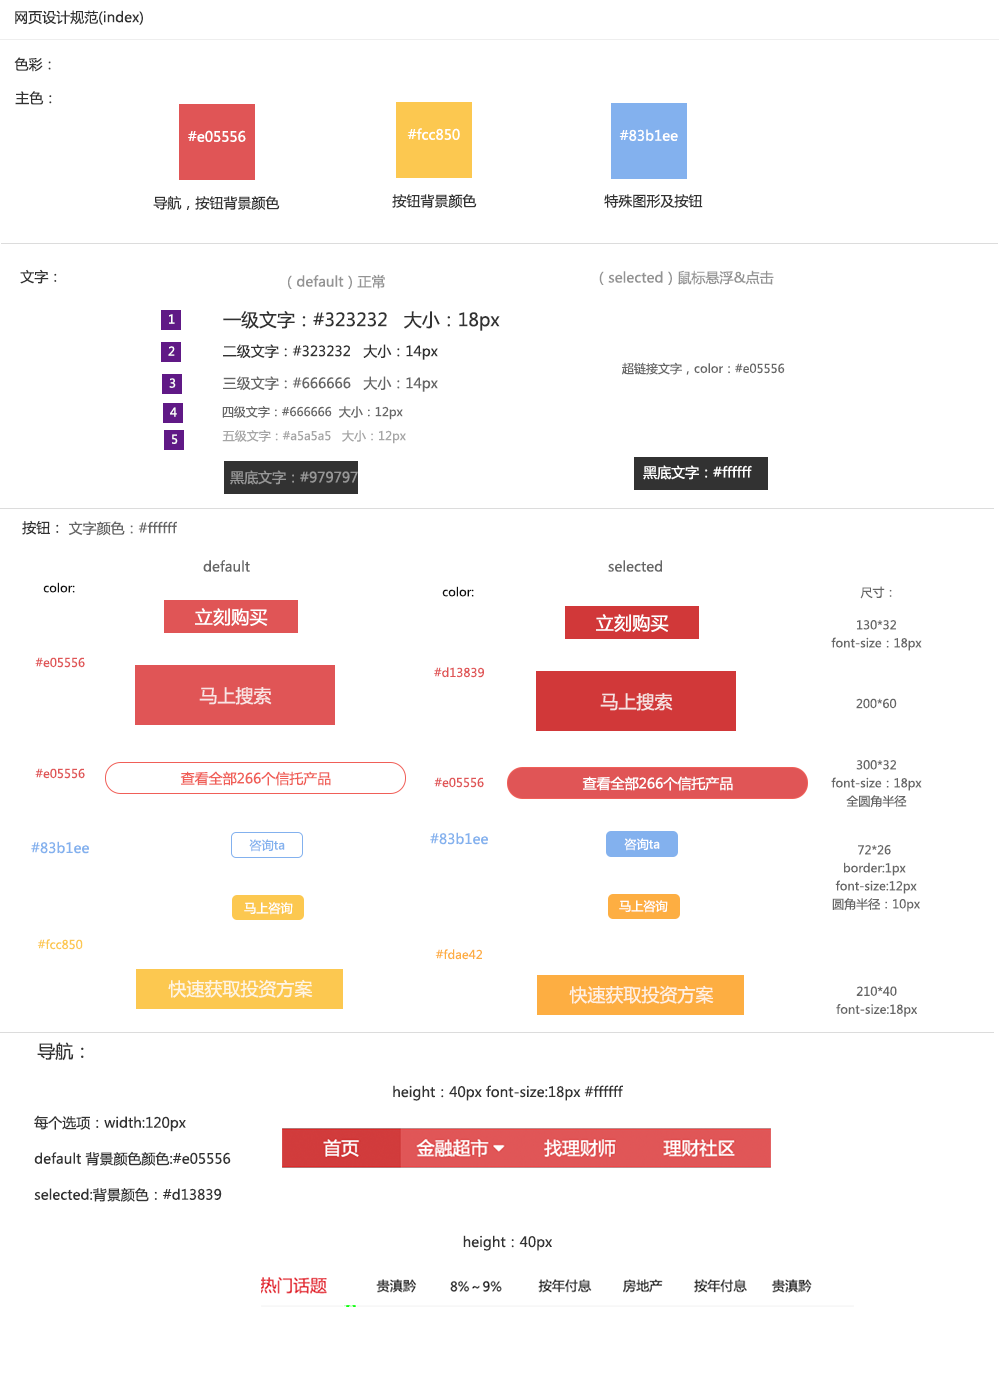 网页设计规范(index)
色彩：
主色：
#e05556
#fcc850
#83b1ee
导航，按钮背景颜色
按钮背景颜色
特殊图形及按钮
文字：
（default）正常
（selected）鼠标悬浮&点击
1
一级文字：#323232 大小：18px
2
二级文字：#323232 大小：14px
3
三级文字：#666666 大小：14px
超链接文字，color：#e05556
4
四级文字：#666666 大小：12px
5
五级文字：#a5a5a5 大小：12px
黑底文字：#979797
黑底文字：#ffffff
按钮： 文字颜色：#ffffff
default
selected
color:
color:
尺寸：
立刻购买
立刻购买
130*32
font-size：18px
#e05556
#d13839
马上搜索
马上搜索
200*60
#e05556
查看全部266个信托产品
#e05556
查看全部266个信托产品
300*32
font-size：18px
全圆角半径
#83b1ee
咨询ta
#83b1ee
咨询ta
72*26
border:1px
font-size:12px
圆角半径：10px
马上咨询
马上咨询
#fcc850
#fdae42
快速获取投资方案
快速获取投资方案
210*40
font-size:18px
导航：
height：40px font-size:18px #ffffff
每个选项：width:120px
default 背景颜色颜色:#e05556
selected:背景颜色：#d13839
首页 金融超市 找理财师 理财社区
height：40px
热门话题 贵滇黔 8%~9% 按年付息 房地产 按年付息 贵滇黔